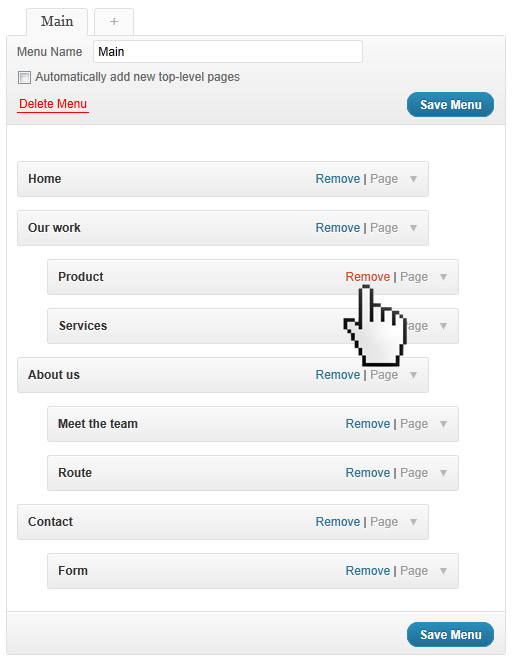 Main +
Menu Name Main
Automatically add new top-level pages
Delete Menu Save Menu
Home Remove | Page
Our work Remove | Page
Product Remove | Page
Services Page
About us Remove | Page
Meet the team Remove | Page
Route Remove | Page
Contact Remove | Page
Form Remove | Page
Save Menu